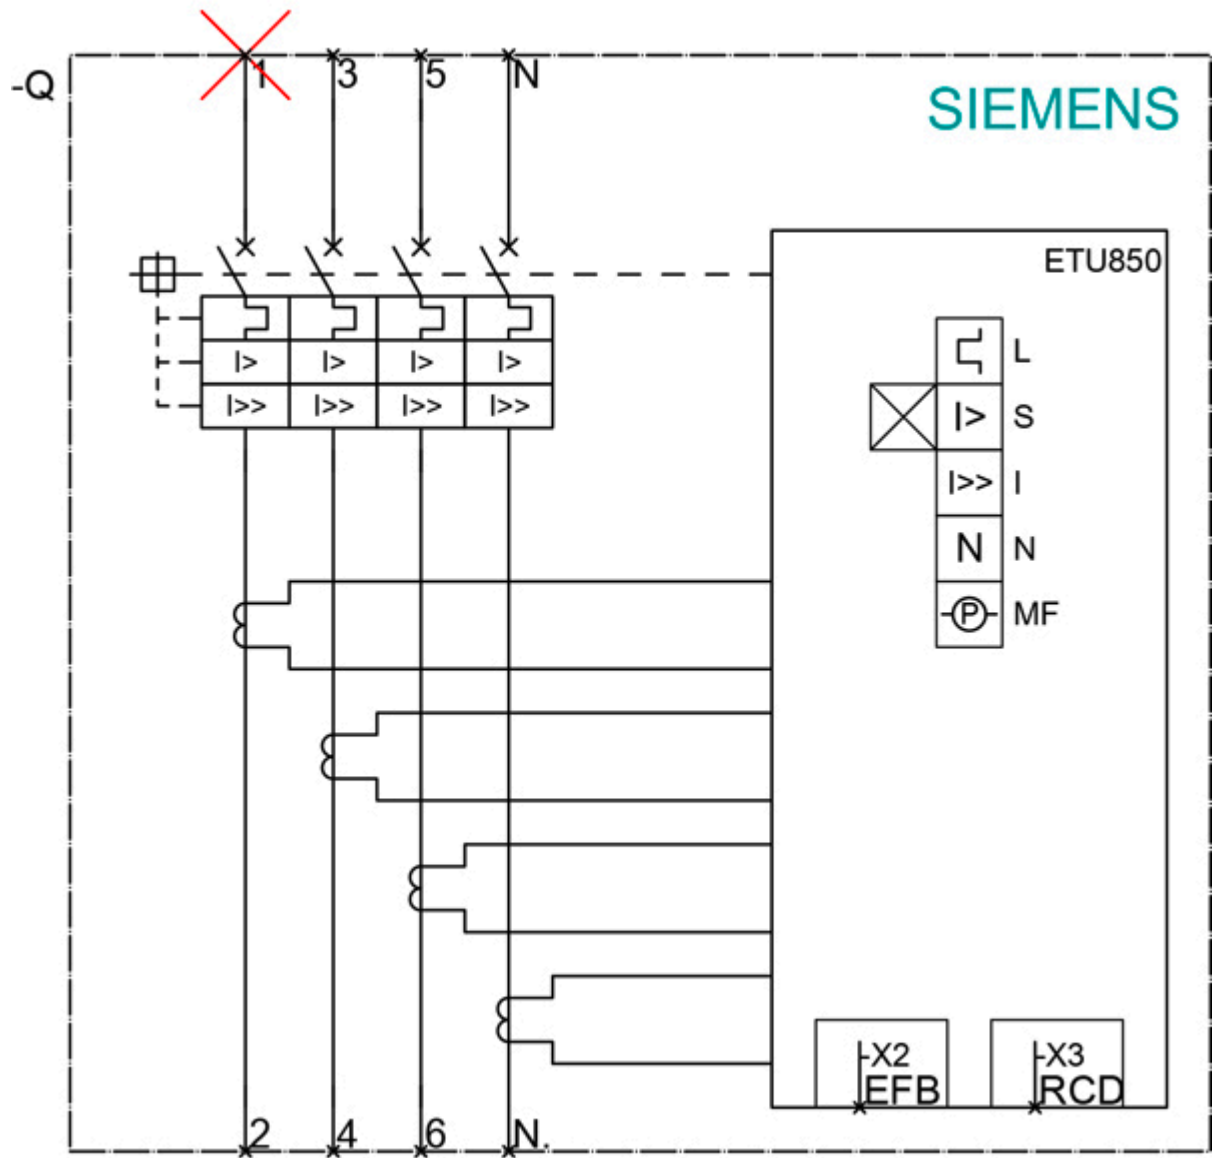 1 3 5 N
-Q
SIEMENS
ETU850
L
I> I> I> I> 
I>> I>> I>> I>>
I> S
I>> I
N N
P MF
-X2 -X3
EFB RCD
2 4 6 N.